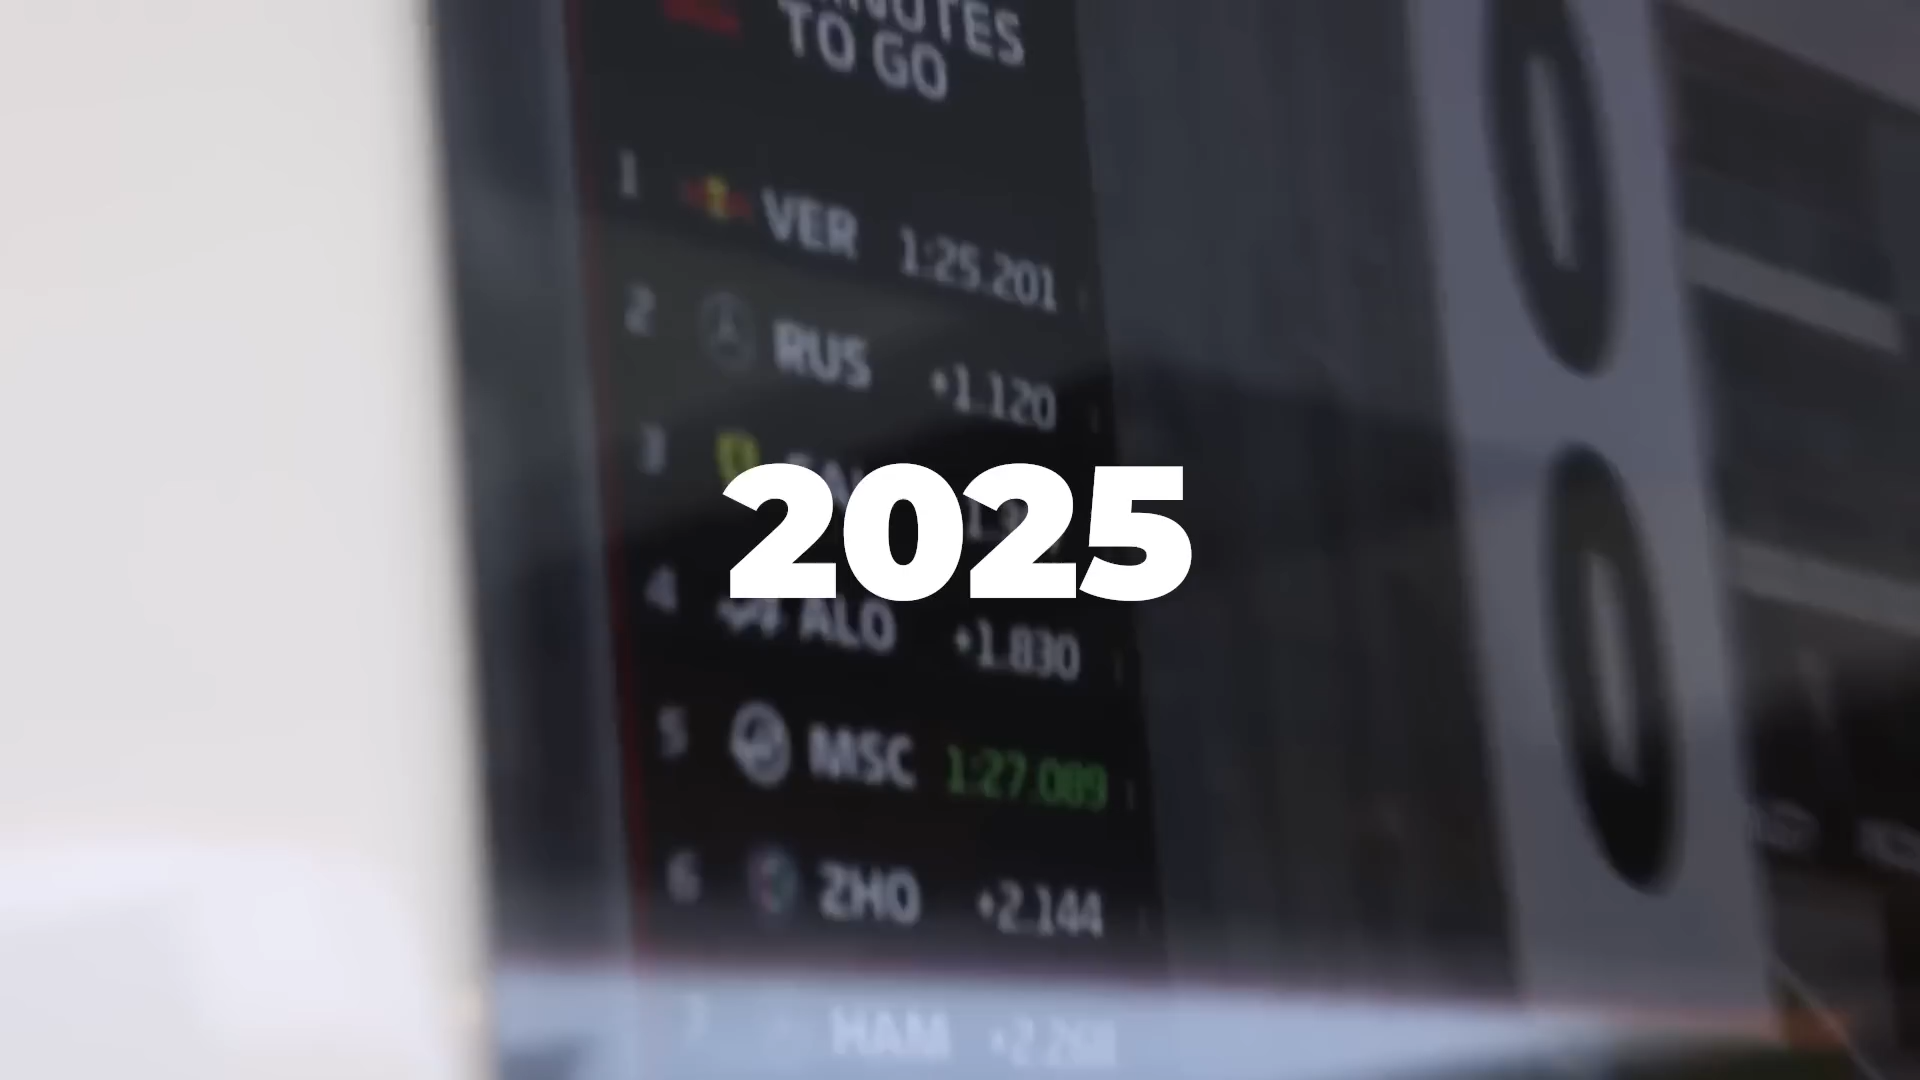 TO GO
1 VER 1:25.201
2 RUS +1.120
3
2025
4 ALO +1.830
5 MSC 1:27.089
6 ZHO +2.144
7 HAM